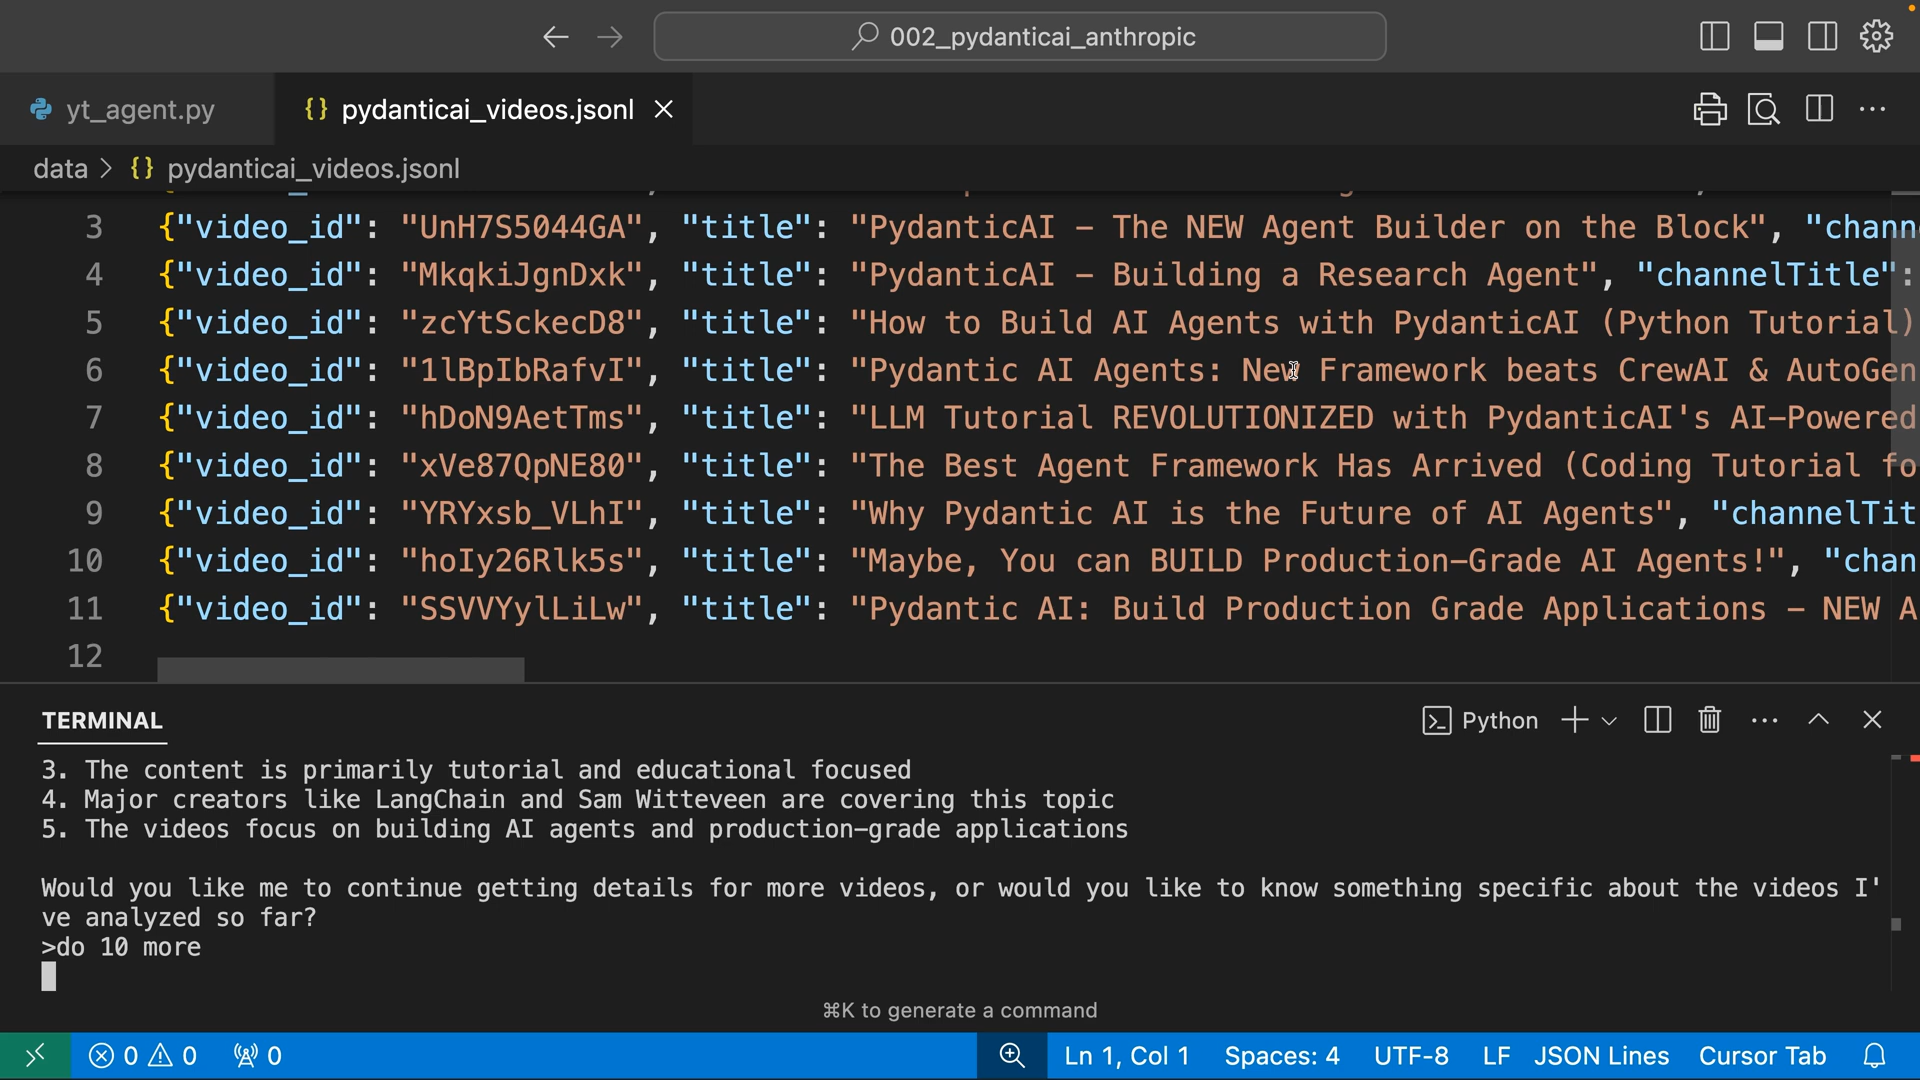 002_pydanticai_anthropic
yt_agent.py
{} pydanticai_videos.jsonl
data > {} pydanticai_videos.jsonl
3 {"video_id": "UnH7S5044GA", "title": "PydanticAI – The NEW Agent Builder on the Block", "chann
4 {"video_id": "MkqkiJgnDxk", "title": "PydanticAI – Building a Research Agent", "channelTitle":
5 {"video_id": "zcYtSckecD8", "title": "How to Build AI Agents with PydanticAI (Python Tutorial)
6 {"video_id": "1lBpIbRafvI", "title": "Pydantic AI Agents: New Framework beats CrewAI & AutoGen
7 {"video_id": "hDoN9AetTms", "title": "LLM Tutorial REVOLUTIONIZED with PydanticAI's AI-Powered
8 {"video_id": "xVe87QpNE80", "title": "The Best Agent Framework Has Arrived (Coding Tutorial fo
9 {"video_id": "YRYxsb_VLhI", "title": "Why Pydantic AI is the Future of AI Agents", "channelTit
10 {"video_id": "hoIy26Rlk5s", "title": "Maybe, You can BUILD Production-Grade AI Agents!", "chan
11 {"video_id": "SSVVYylLiLw", "title": "Pydantic AI: Build Production Grade Applications – NEW A
12
TERMINAL
Python
3. The content is primarily tutorial and educational focused
4. Major creators like LangChain and Sam Witteveen are covering this topic
5. The videos focus on building AI agents and production-grade applications
Would you like me to continue getting details for more videos, or would you like to know something specific about the videos I'
ve analyzed so far?
>do 10 more
⌘K to generate a command
0 0 0 Ln 1, Col 1 Spaces: 4 UTF-8 LF JSON Lines Cursor Tab